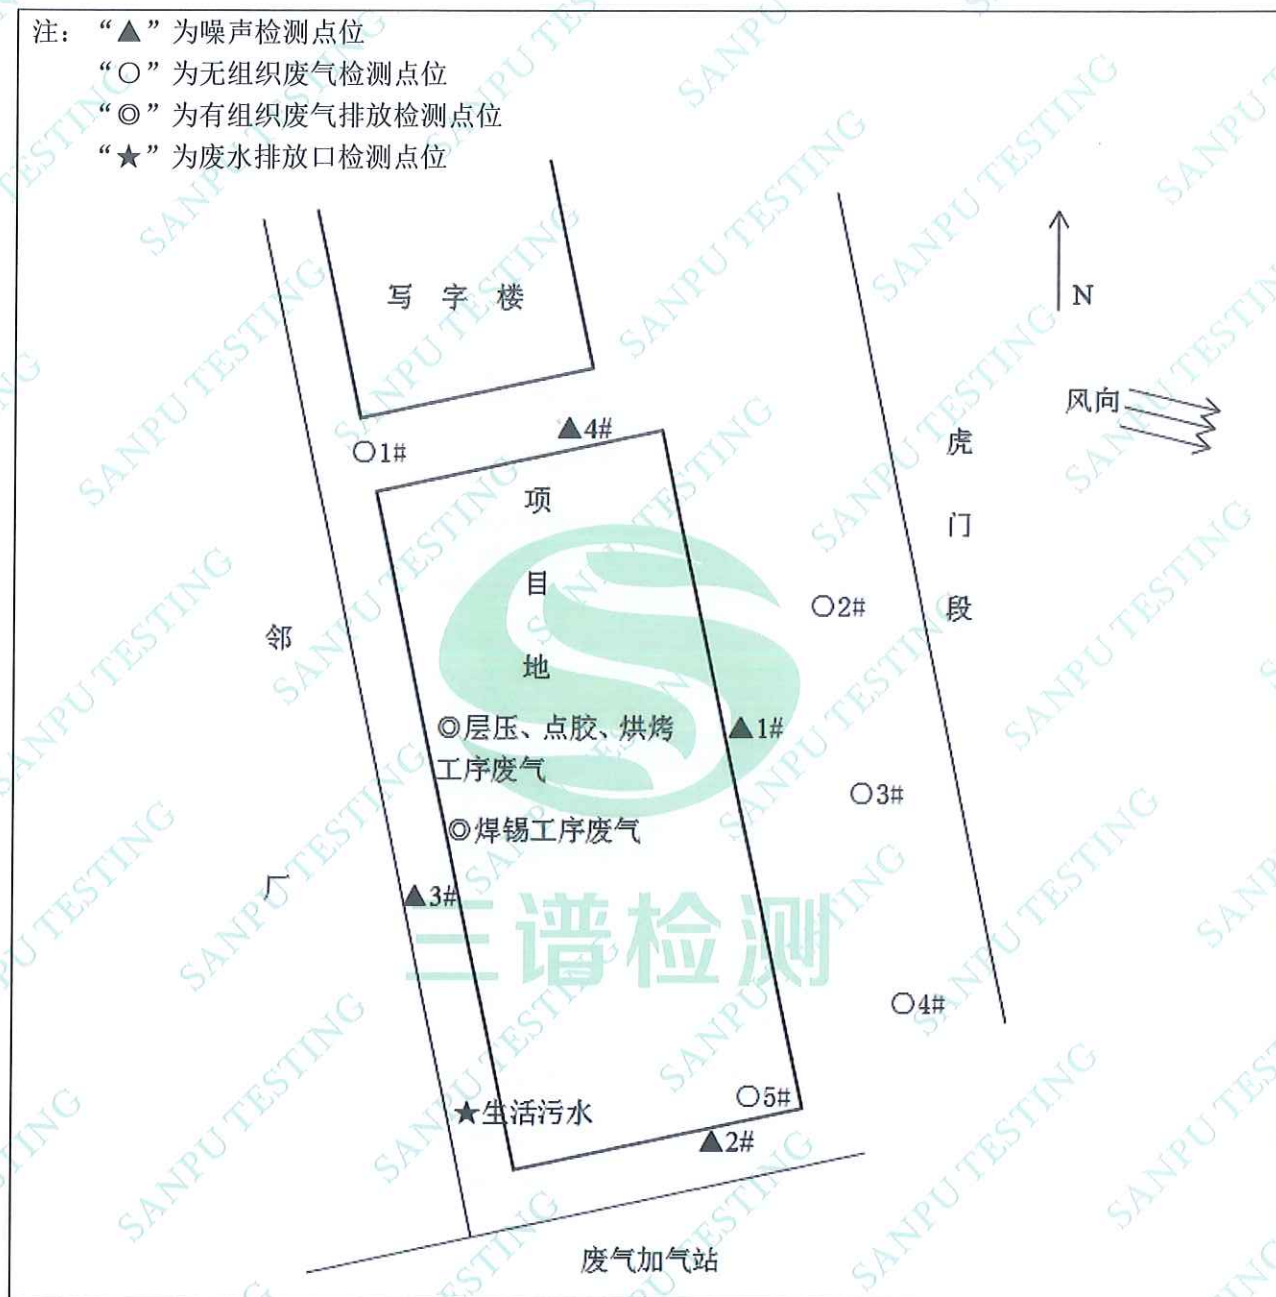 注：“▲”为噪声检测点位
“○”为无组织废气检测点位
“◎”为有组织废气排放检测点位
“★”为废水排放口检测点位
写 字 楼
N
风向
▲4#
○1#
项
目
地
虎
门
段
○2#
邻
厂
◎层压、点胶、烘烤
工序废气
▲1#
○3#
◎焊锡工序废气
▲3#
三谱检测
○4#
○5#
★生活污水
▲2#
废气加气站
SANPU TESTING